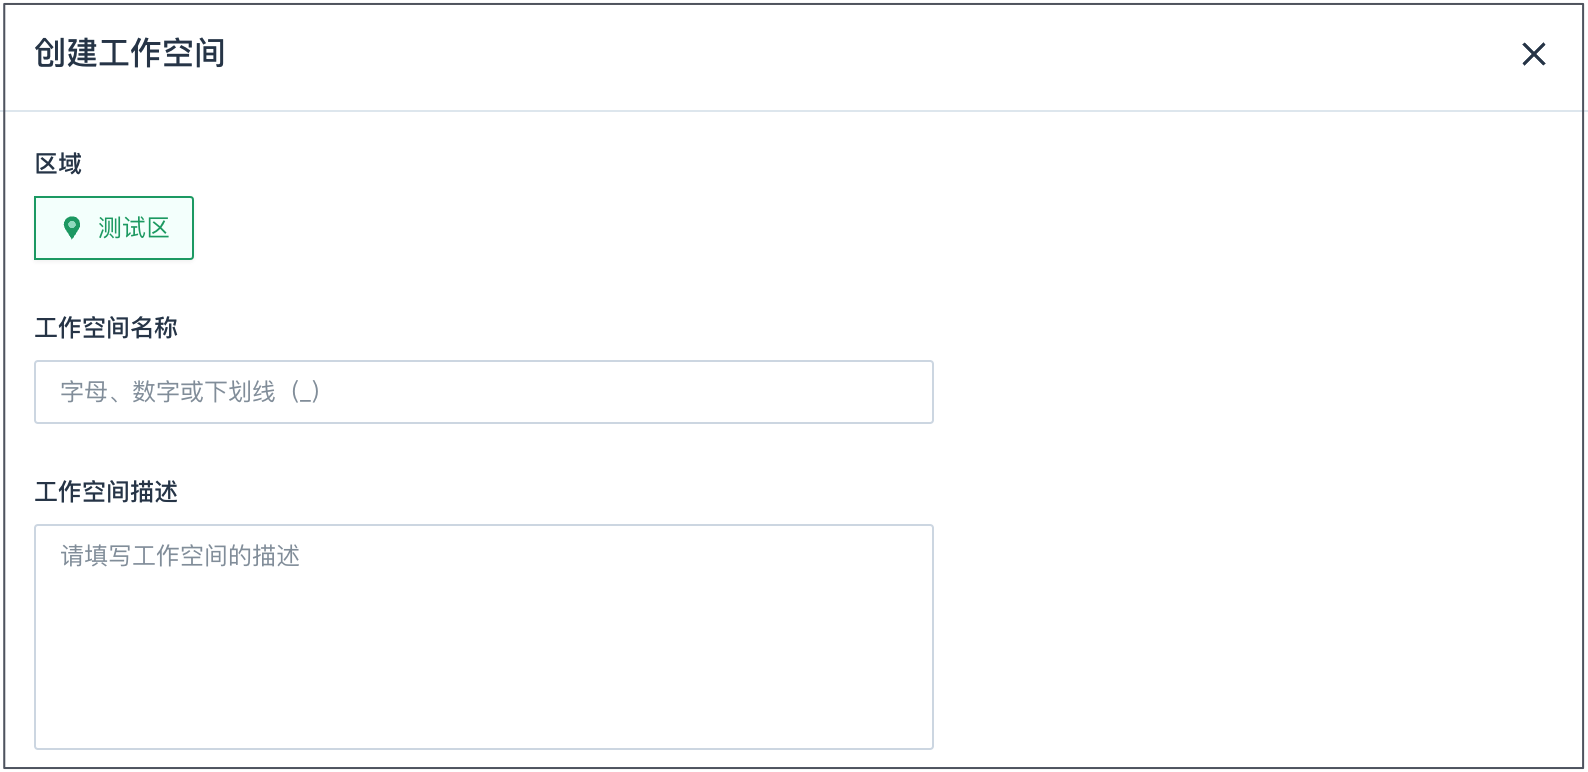 创建工作空间
区域
测试区
工作空间名称
字母、数字或下划线（_）
工作空间描述
请填写工作空间的描述